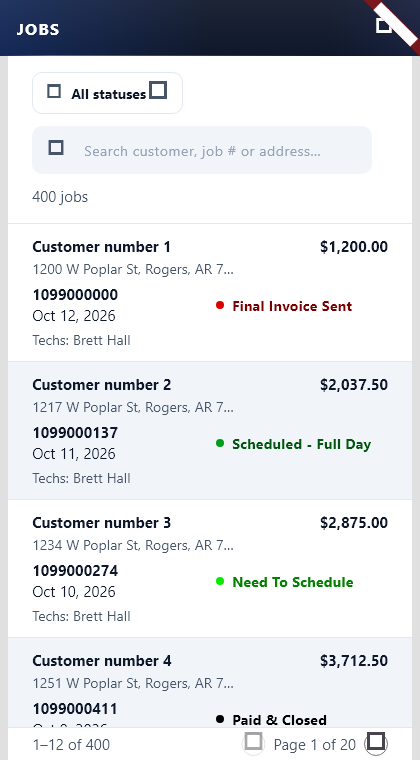 JOBS
All statuses
Search customer, job # or address...
400 jobs
Customer number 1 $1,200.00
1200 W Poplar St, Rogers, AR 7...
1099000000
Final Invoice Sent
Oct 12, 2026
Techs: Brett Hall
Customer number 2 $2,037.50
1217 W Poplar St, Rogers, AR 7...
1099000137
Scheduled - Full Day
Oct 11, 2026
Techs: Brett Hall
Customer number 3 $2,875.00
1234 W Poplar St, Rogers, AR 7...
1099000274
Need To Schedule
Oct 10, 2026
Techs: Brett Hall
Customer number 4 $3,712.50
1251 W Poplar St, Rogers, AR 7...
1099000411
Paid & Closed
1–12 of 400 Page 1 of 20